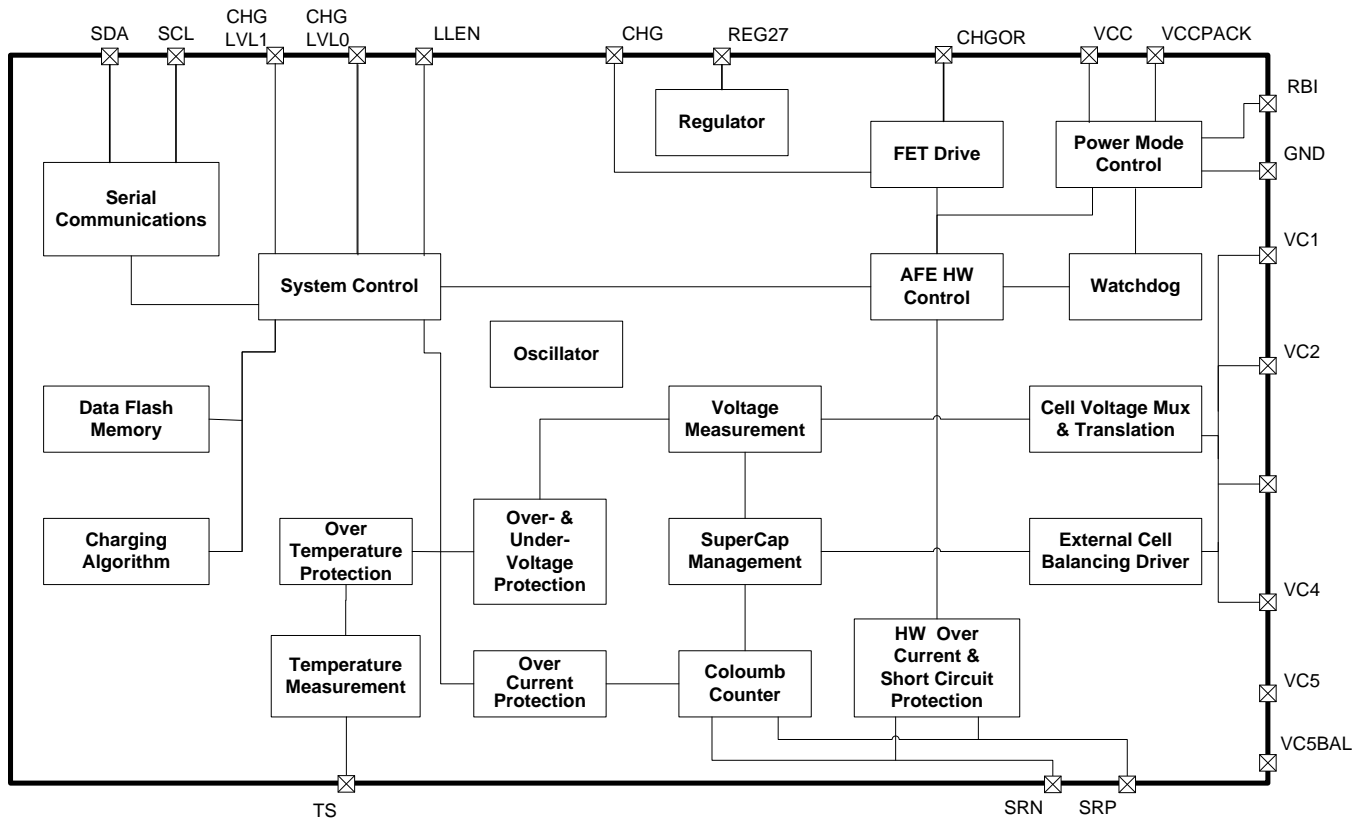 SDA
SCL
CHG
LVL1
CHG
LVL0
LLEN
CHG
REG27
CHGOR
VCC
VCCPACK
RBI
Regulator
FET Drive
Power Mode
Control
GND
Serial
Communications
VC1
System Control
AFE HW
Control
Watchdog
Oscillator
VC2
Data Flash
Memory
Voltage
Measurement
Cell Voltage Mux
& Translation
Charging
Algorithm
Over
Temperature
Protection
Over- &
Under-
Voltage
Protection
SuperCap
Management
External Cell
Balancing Driver
VC4
Temperature
Measurement
Over
Current
Protection
Coloumb
Counter
HW Over
Current &
Short Circuit
Protection
VC5
VC5BAL
TS
SRN
SRP